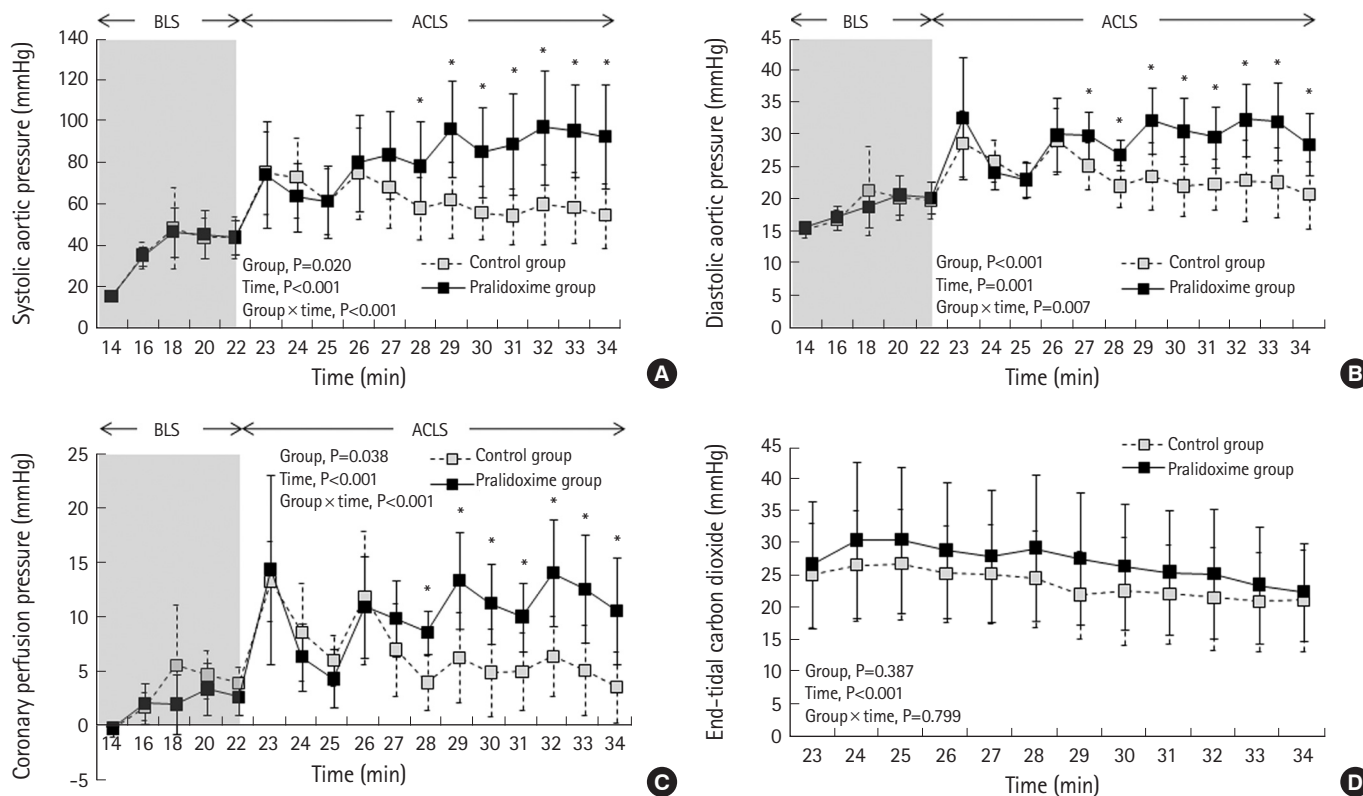 BLS ACLS
Systolic aortic pressure (mmHg)
140
120
100
80
60
40
20
0
* * * * * * *
Group, P=0.020
Time, P<0.001
Group × time, P<0.001
Control group
Pralidoxime group
14 16 18 20 22 23 24 25 26 27 28 29 30 31 32 33 34
Time (min)
A
BLS ACLS
Diastolic aortic pressure (mmHg)
45
40
35
30
25
20
15
10
5
0
* * * * * * * *
Group, P<0.001
Time, P=0.001
Group × time, P=0.007
Control group
Pralidoxime group
14 16 18 20 22 23 24 25 26 27 28 29 30 31 32 33 34
Time (min)
B
BLS ACLS
Coronary perfusion pressure (mmHg)
25
20
15
10
5
0
-5
Group, P=0.038
Time, P<0.001
Group × time, P<0.001
Control group
Pralidoxime group
* * * * * * *
14 16 18 20 22 23 24 25 26 27 28 29 30 31 32 33 34
Time (min)
C
End-tidal carbon dioxide (mmHg)
45
40
35
30
25
20
15
10
5
0
Control group
Pralidoxime group
Group, P=0.387
Time, P<0.001
Group × time, P=0.799
23 24 25 26 27 28 29 30 31 32 33 34
Time (min)
D